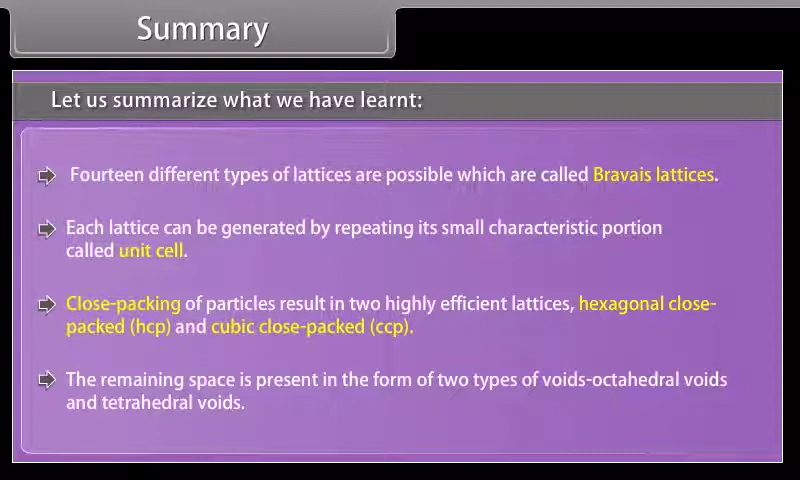 Summary
Let us summarize what we have learnt:
Fourteen different types of lattices are possible which are called Bravais lattices.
Each lattice can be generated by repeating its small characteristic portion
called unit cell.
Close-packing of particles result in two highly efficient lattices, hexagonal close-
packed (hcp) and cubic close-packed (ccp).
The remaining space is present in the form of two types of voids-octahedral voids
and tetrahedral voids.